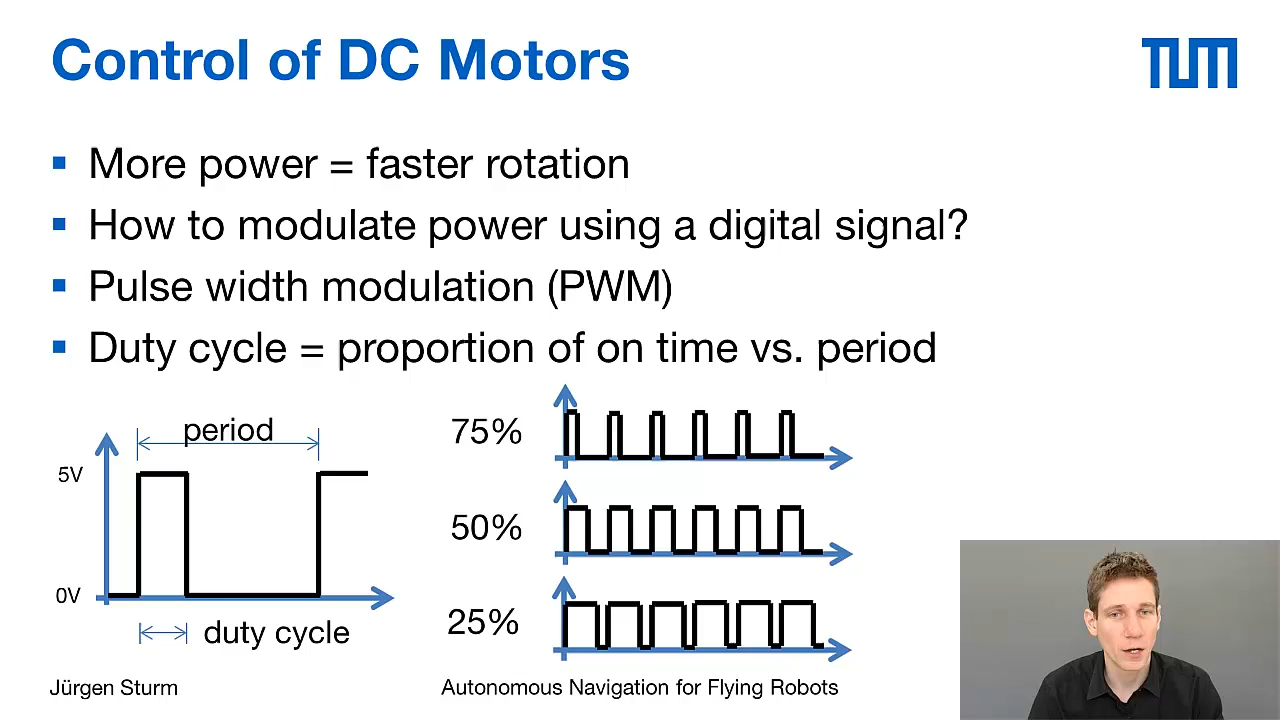 Control of DC Motors
TUM
More power = faster rotation
How to modulate power using a digital signal?
Pulse width modulation (PWM)
Duty cycle = proportion of on time vs. period
period
5V
0V
duty cycle
75%
50%
25%
Jürgen Sturm
Autonomous Navigation for Flying Robots